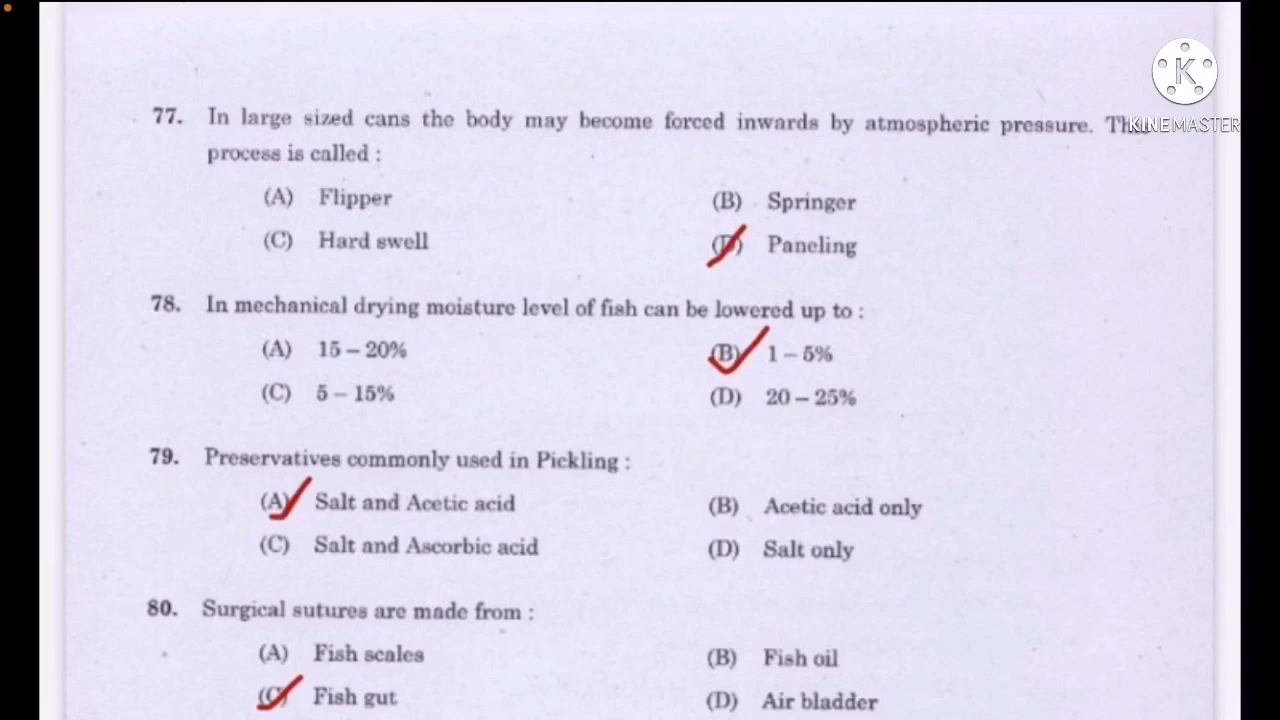 77. In large sized cans the body may become forced inwards by atmospheric pressure.
KINEMASTER
process is called :
(A) Flipper (B) Springer
(C) Hard swell (D) Paneling
78. In mechanical drying moisture level of fish can be lowered up to :
(A) 15 – 20% (B) 1 – 5%
(C) 5 – 15% (D) 20 – 25%
79. Preservatives commonly used in Pickling :
(A) Salt and Acetic acid (B) Acetic acid only
(C) Salt and Ascorbic acid (D) Salt only
80. Surgical sutures are made from :
(A) Fish scales (B) Fish oil
(C) Fish gut (D) Air bladder